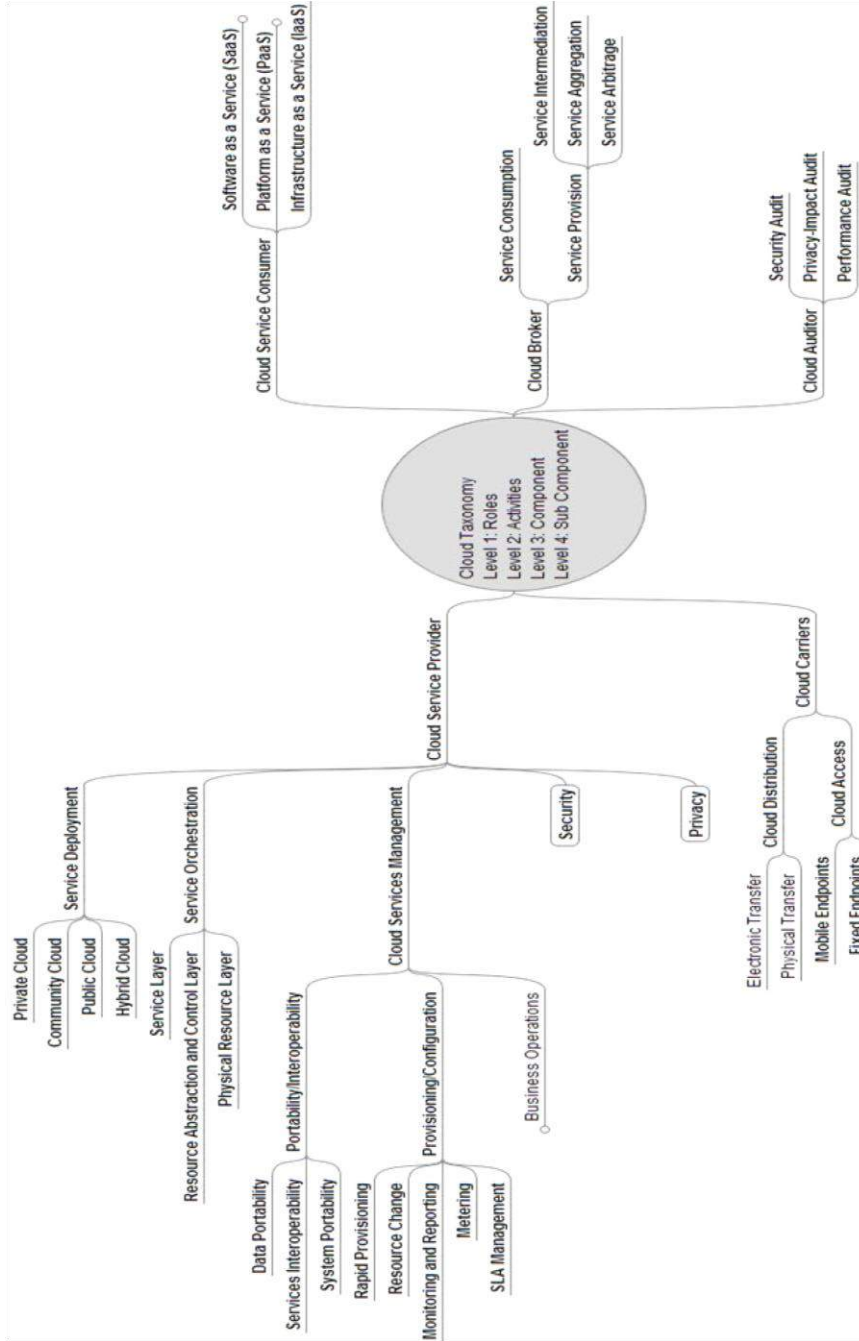 Cloud Taxonomy
Level 1: Roles
Level 2: Activities
Level 3: Component
Level 4: Sub Component
Cloud Service Provider
Service Deployment
Private Cloud
Community Cloud
Public Cloud
Hybrid Cloud
Service Orchestration
Service Layer
Resource Abstraction and Control Layer
Physical Resource Layer
Cloud Services Management
Portability/Interoperability
Data Portability
Services Interoperability
System Portability
Provisioning/Configuration
Rapid Provisioning
Resource Change
Monitoring and Reporting
Metering
SLA Management
Business Operations
Security
Privacy
Cloud Carriers
Cloud Distribution
Electronic Transfer
Physical Transfer
Cloud Access
Mobile Endpoints
Fixed Endpoints
Cloud Service Consumer
Software as a Service (SaaS)
Platform as a Service (PaaS)
Infrastructure as a Service (IaaS)
Cloud Broker
Service Consumption
Service Provision
Service Intermediation
Service Aggregation
Service Arbitrage
Cloud Auditor
Security Audit
Privacy-Impact Audit
Performance Audit